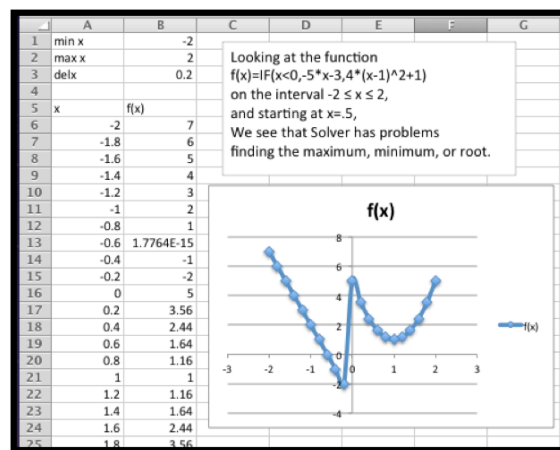 A B C D E F G
1 min x -2
2 max x 2
3 delx 0.2
4
5 x f(x)
6 -2 7
7 -1.8 6
8 -1.6 5
9 -1.4 4
10 -1.2 3
11 -1 2
12 -0.8 1
13 -0.6 1.7764E-15
14 -0.4 -1
15 -0.2 -2
16 0 5
17 0.2 3.56
18 0.4 2.44
19 0.6 1.64
20 0.8 1.16
21 1 1
22 1.2 1.16
23 1.4 1.64
24 1.6 2.44
25 1.8 3.56
Looking at the function
f(x)=IF(x<0,-5*x-3,4*(x-1)^2+1)
on the interval -2 ≤ x ≤ 2,
and starting at x=.5,
We see that Solver has problems
finding the maximum, minimum, or root.
f(x)
8
6
4
2
0
-3 -2 -1 0 1 2 3
-2
-4
f(x)